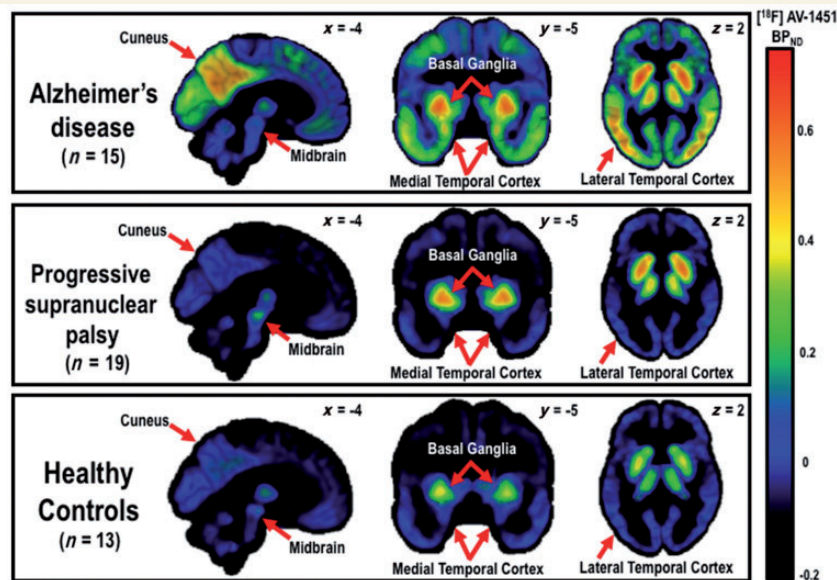 Alzheimer's
disease
(n = 15)
Cuneus
Midbrain
x = -4
Basal Ganglia
Medial Temporal Cortex
y = -5
Lateral Temporal Cortex
z = 2
Progressive
supranuclear
palsy
(n = 19)
Cuneus
Midbrain
x = -4
Basal Ganglia
Medial Temporal Cortex
y = -5
Lateral Temporal Cortex
z = 2
Healthy
Controls
(n = 13)
Cuneus
Midbrain
x = -4
Basal Ganglia
Medial Temporal Cortex
y = -5
Lateral Temporal Cortex
z = 2
[¹⁸F] AV-1451
BPND
0.6
0.4
0.2
0
-0.2